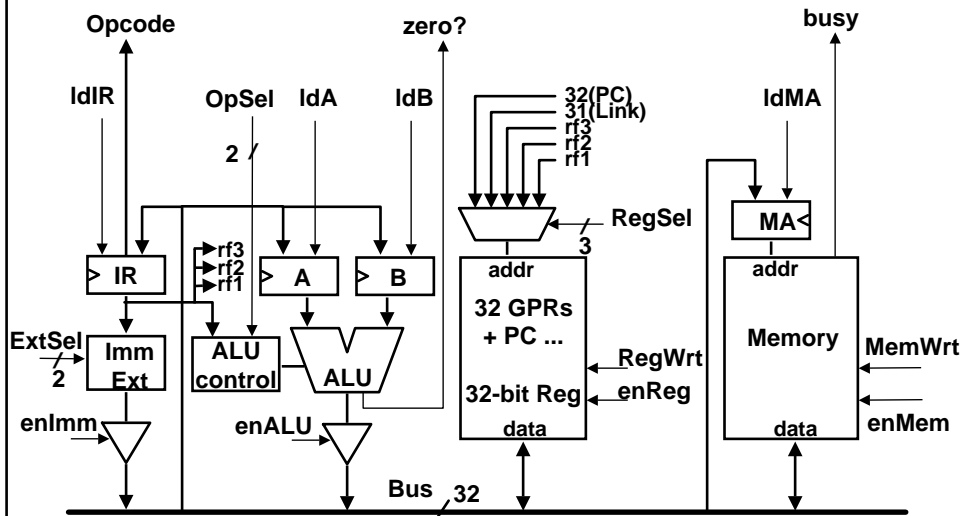 Opcode zero? busy
ldIR OpSel ldA ldB 32(PC) ldMA
31(Link)
rf3
rf2
2 rf1
RegSel
MA
3
rf3
rf2
rf1
IR A B addr addr
32 GPRs
+ PC ...
ExtSel Imm ALU Memory
2 Ext control ALU RegWrt MemWrt
32-bit Reg enReg
enImm enALU data data enMem
Bus 32